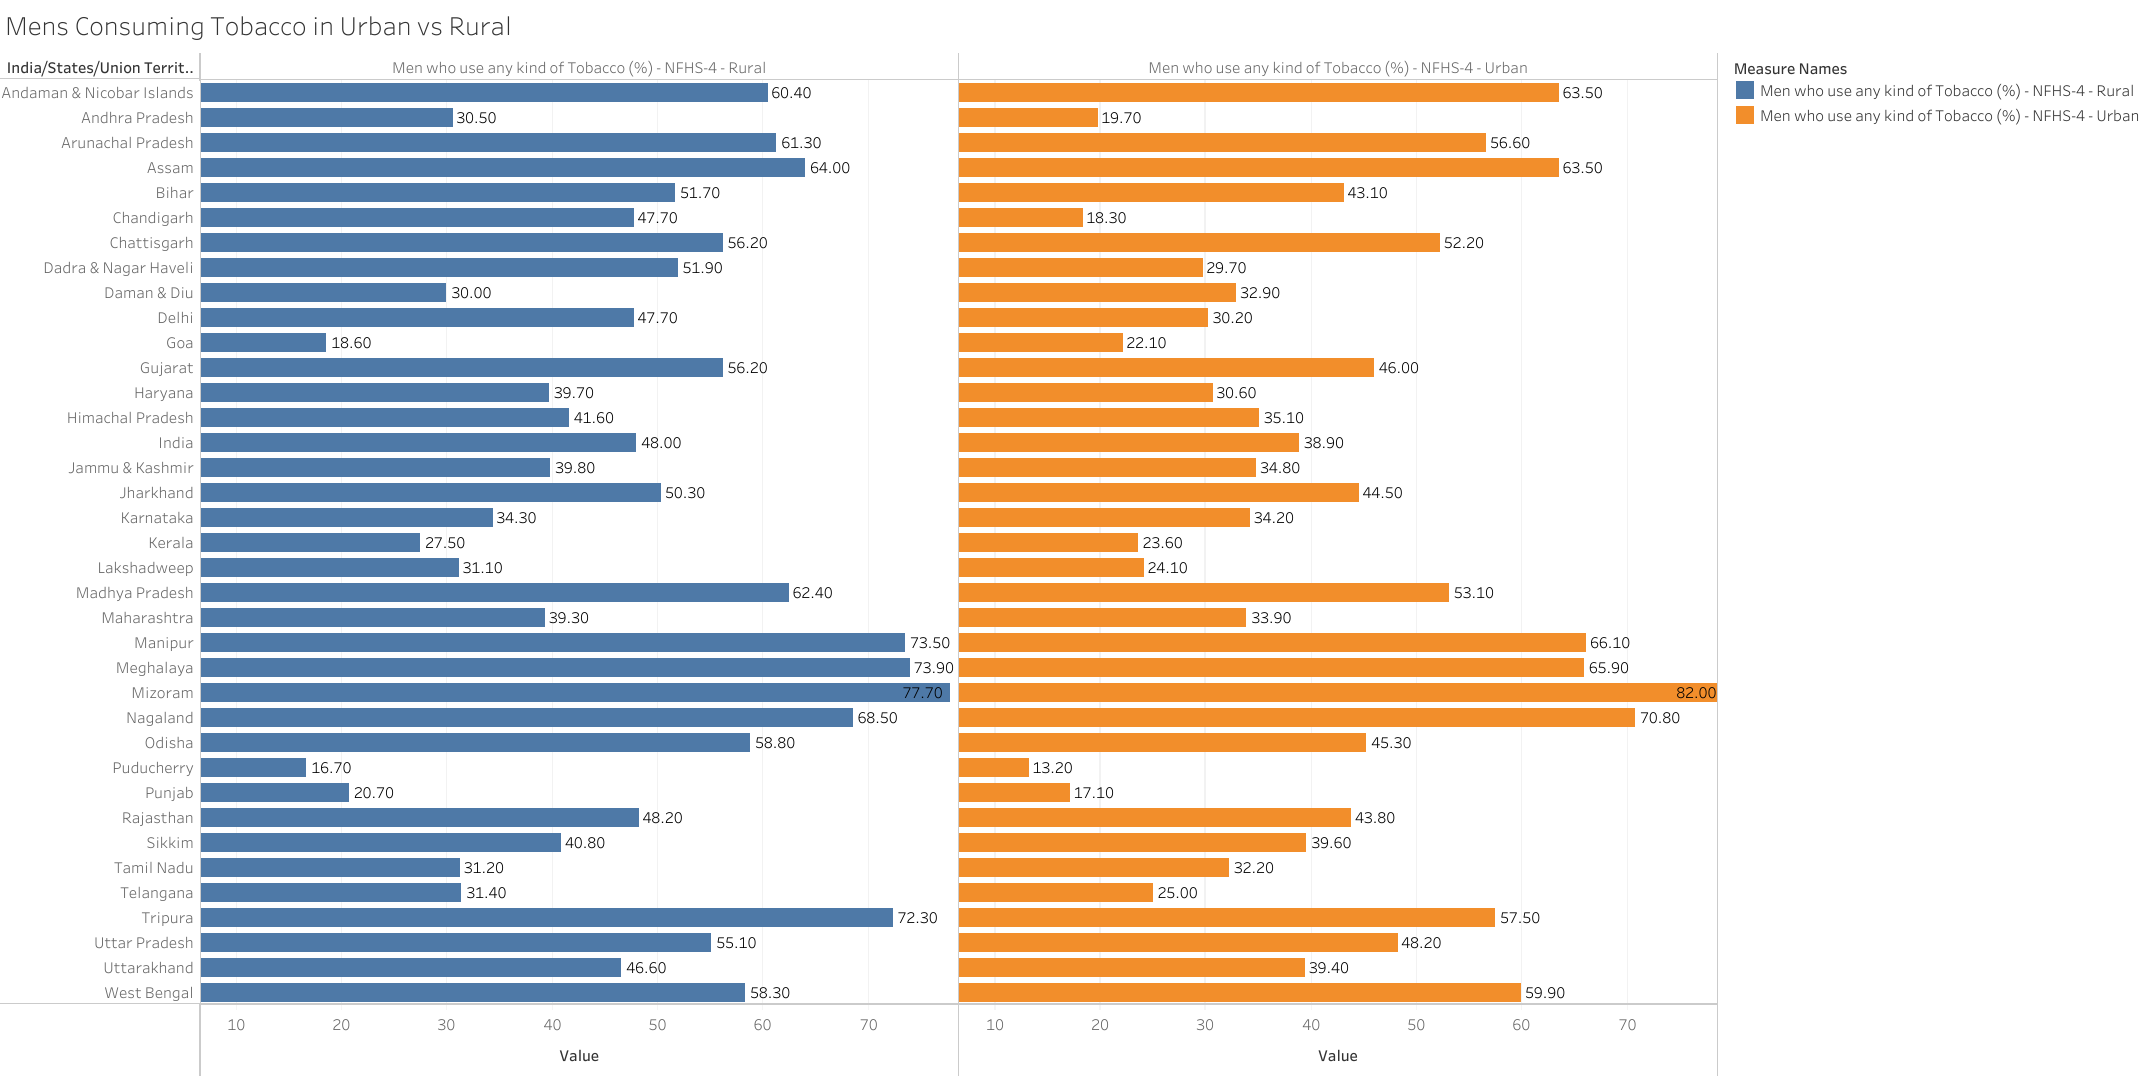 Mens Consuming Tobacco in Urban vs Rural
India/States/Union Territ..
Men who use any kind of Tobacco (%) - NFHS-4 - Rural
Men who use any kind of Tobacco (%) - NFHS-4 - Urban
Measure Names
Men who use any kind of Tobacco (%) - NFHS-4 - Rural
Men who use any kind of Tobacco (%) - NFHS-4 - Urban
Andaman & Nicobar Islands 60.40 63.50
Andhra Pradesh 30.50 19.70
Arunachal Pradesh 61.30 56.60
Assam 64.00 63.50
Bihar 51.70 43.10
Chandigarh 47.70 18.30
Chattisgarh 56.20 52.20
Dadra & Nagar Haveli 51.90 29.70
Daman & Diu 30.00 32.90
Delhi 47.70 30.20
Goa 18.60 22.10
Gujarat 56.20 46.00
Haryana 39.70 30.60
Himachal Pradesh 41.60 35.10
India 48.00 38.90
Jammu & Kashmir 39.80 34.80
Jharkhand 50.30 44.50
Karnataka 34.30 34.20
Kerala 27.50 23.60
Lakshadweep 31.10 24.10
Madhya Pradesh 62.40 53.10
Maharashtra 39.30 33.90
Manipur 73.50 66.10
Meghalaya 73.90 65.90
Mizoram 77.70 82.00
Nagaland 68.50 70.80
Odisha 58.80 45.30
Puducherry 16.70 13.20
Punjab 20.70 17.10
Rajasthan 48.20 43.80
Sikkim 40.80 39.60
Tamil Nadu 31.20 32.20
Telangana 31.40 25.00
Tripura 72.30 57.50
Uttar Pradesh 55.10 48.20
Uttarakhand 46.60 39.40
West Bengal 58.30 59.90
10 20 30 40 50 60 70 10 20 30 40 50 60 70
Value Value